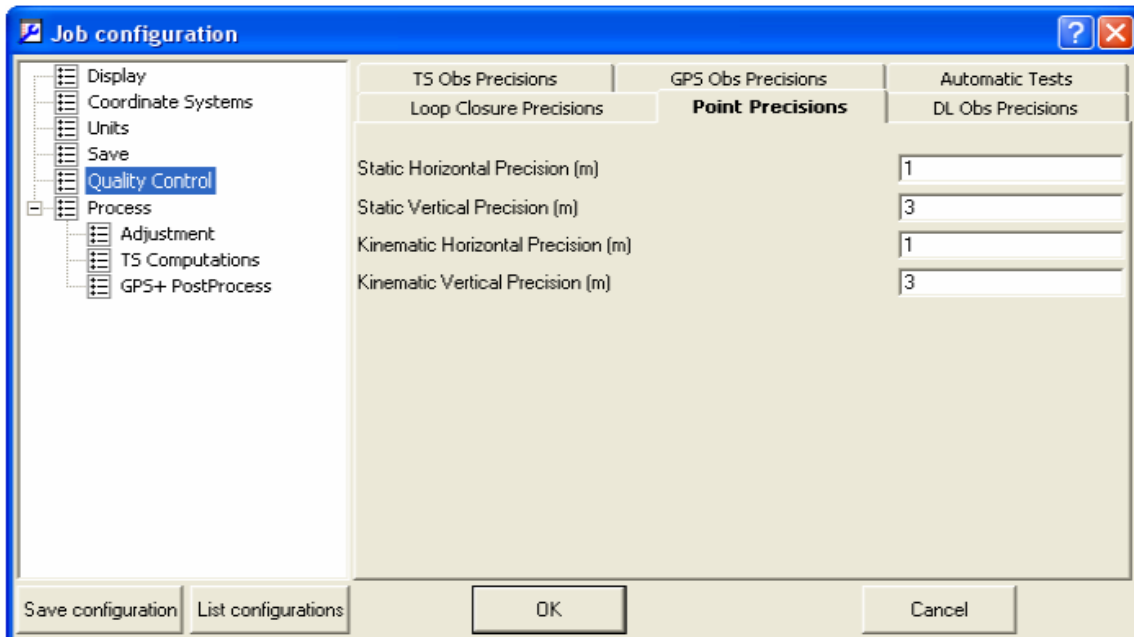 Job configuration
Display
Coordinate Systems
Units
Save
Quality Control
Process
Adjustment
TS Computations
GPS+ PostProcess
TS Obs Precisions
GPS Obs Precisions
Automatic Tests
Loop Closure Precisions
Point Precisions
DL Obs Precisions
Static Horizontal Precision (m)
1
Static Vertical Precision (m)
3
Kinematic Horizontal Precision (m)
1
Kinematic Vertical Precision (m)
3
Save configuration
List configurations
OK
Cancel